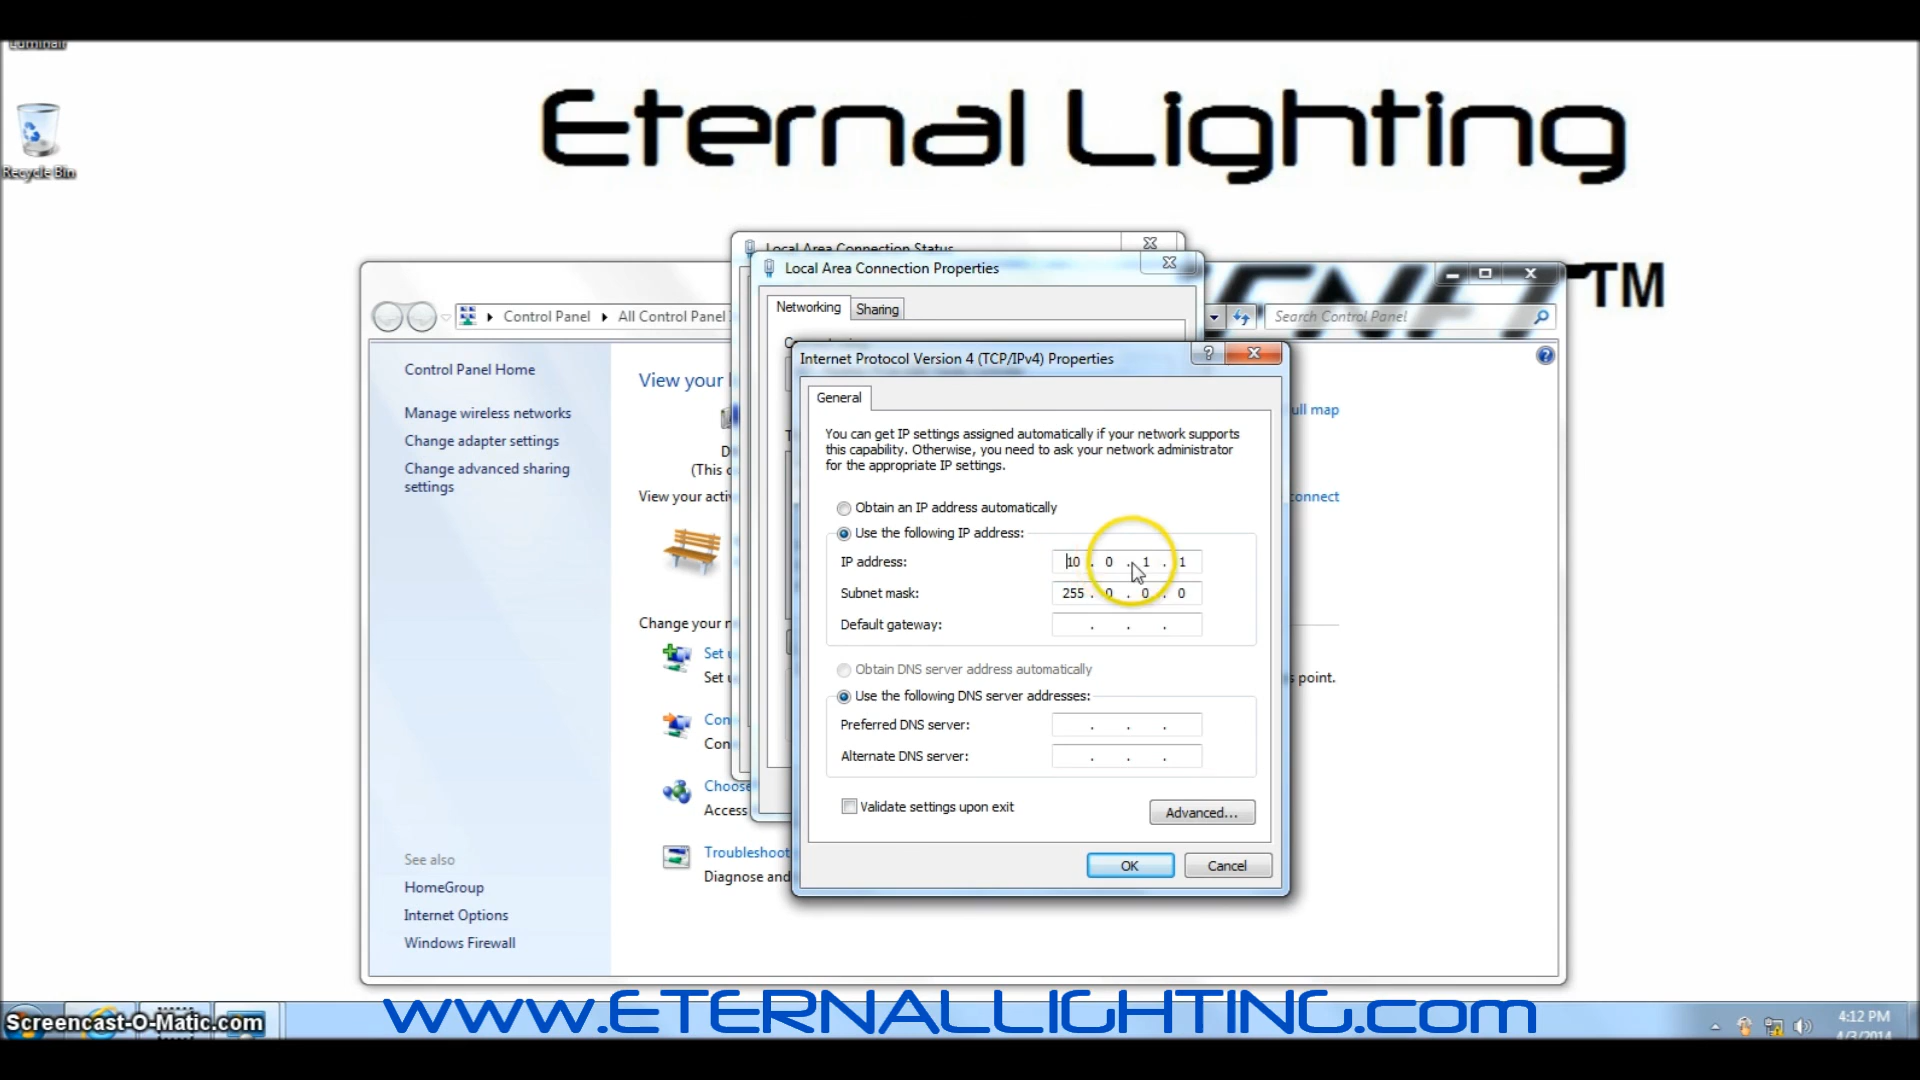 Luminair
Recycle Bin
Eternal Lighting
TM
Local Area Connection Status
Local Area Connection Properties
Networking
Sharing
Control Panel
All Control Panel
Search Control Panel
Internet Protocol Version 4 (TCP/IPv4) Properties
General
You can get IP settings assigned automatically if your network supports
this capability. Otherwise, you need to ask your network administrator
for the appropriate IP settings.
Obtain an IP address automatically
Use the following IP address:
IP address:
10 . 0 . 1 . 1
Subnet mask:
255 . 0 . 0 . 0
Default gateway:
. . .
Obtain DNS server address automatically
Use the following DNS server addresses:
Preferred DNS server:
. . .
Alternate DNS server:
. . .
Validate settings upon exit
Advanced...
OK
Cancel
Control Panel Home
Manage wireless networks
Change adapter settings
Change advanced sharing
settings
See also
HomeGroup
Internet Options
Windows Firewall
View your
(This
View your acti
Change your
Set
Set
Con
Con
Choose
Access
Troubleshoot
Diagnose and
ull map
onnect
s point.
Screencast-O-Matic.com
www.ETERNALLIGHTING.com
4:12 PM
4/3/2014